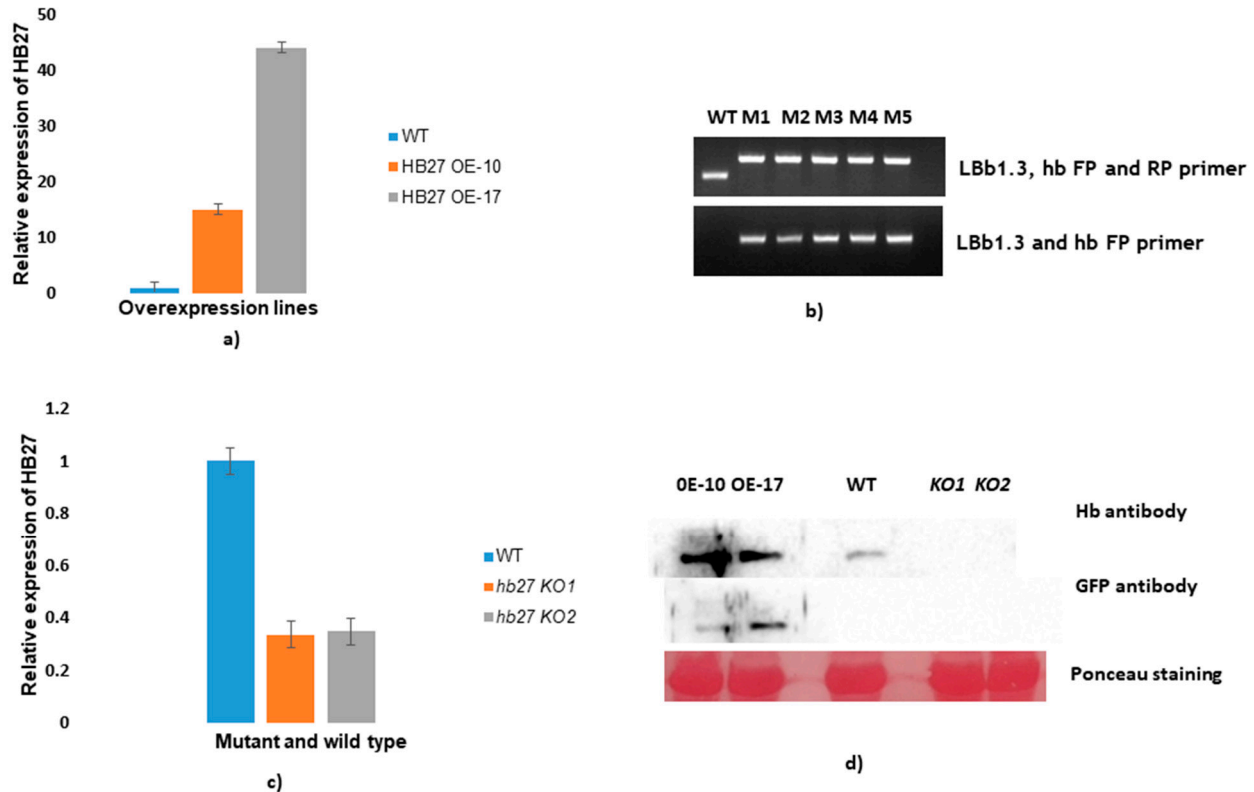 Relative expression of HB27
50
40
30
20
10
0
Overexpression lines
WT
HB27 OE-10
HB27 OE-17
a)
WT M1 M2 M3 M4 M5
LBb1.3, hb FP and RP primer
LBb1.3 and hb FP primer
b)
Relative expression of HB27
1.2
1
0.8
0.6
0.4
0.2
0
Mutant and wild type
WT
hb27 KO1
hb27 KO2
c)
0E-10 OE-17 WT KO1 KO2
Hb antibody
GFP antibody
Ponceau staining
d)